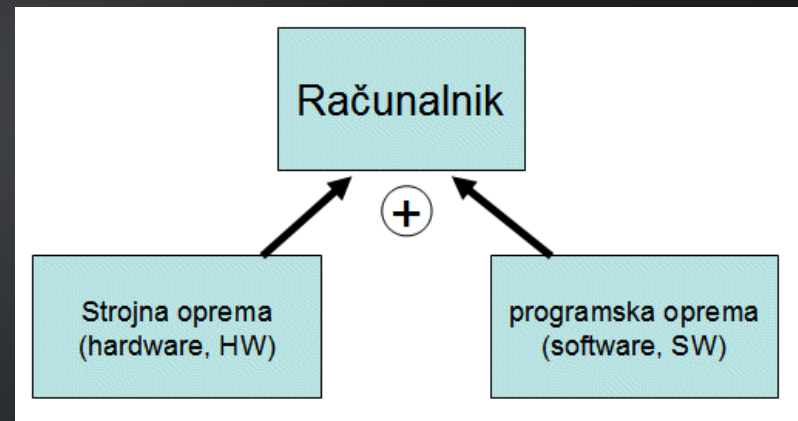 Računalnik
+
Strojna oprema
(hardware, HW)
programska oprema
(software, SW)